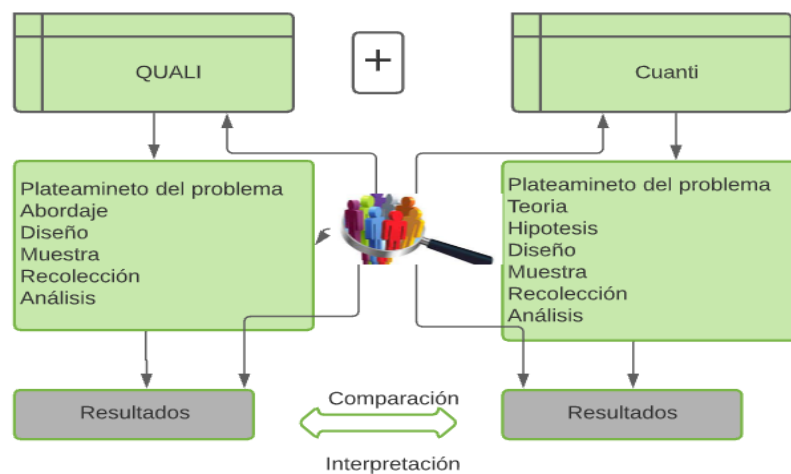 QUALI
+
Cuanti
Plateamineto del problema
Abordaje
Diseño
Muestra
Recolección
Análisis
Plateamineto del problema
Teoria
Hipotesis
Diseño
Muestra
Recolección
Análisis
Resultados
Comparación
Interpretación
Resultados